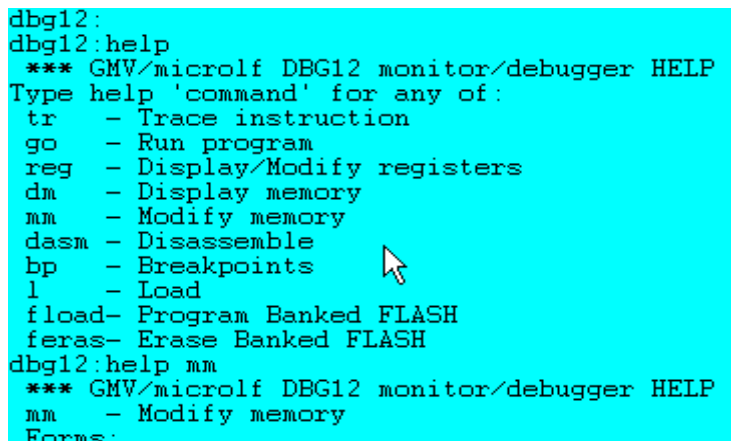 dbg12:
dbg12:help
*** GMV/microlf DBG12 monitor/debugger HELP
Type help 'command' for any of:
tr - Trace instruction
go - Run program
reg - Display/Modify registers
dm - Display memory
mm - Modify memory
dasm - Disassemble
bp - Breakpoints
l - Load
fload- Program Banked FLASH
feras- Erase Banked FLASH
dbg12:help mm
*** GMV/microlf DBG12 monitor/debugger HELP
mm - Modify memory
Forms: